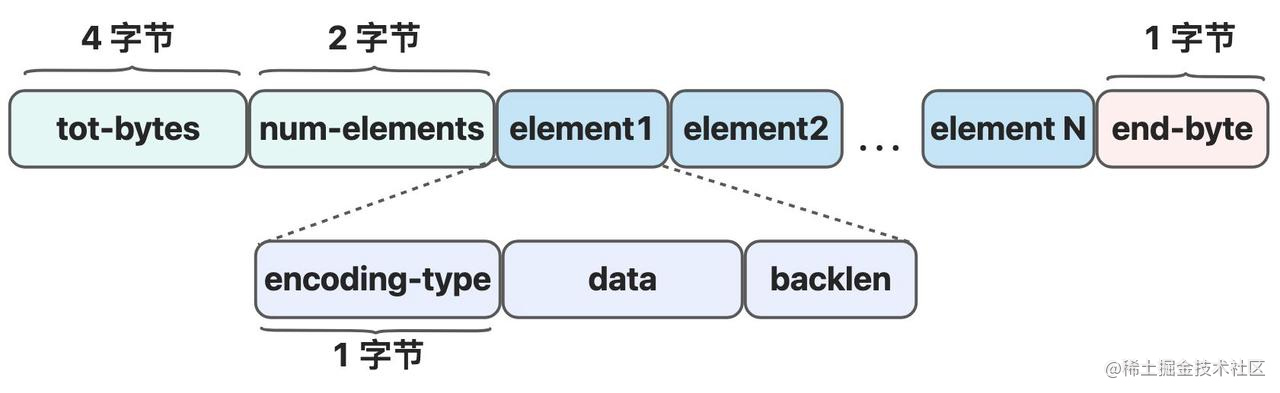 4 字节 2 字节 1 字节
tot-bytes num-elements element1 element2 ... element N end-byte
encoding-type data backlen
1 字节
@稀土掘金技术社区